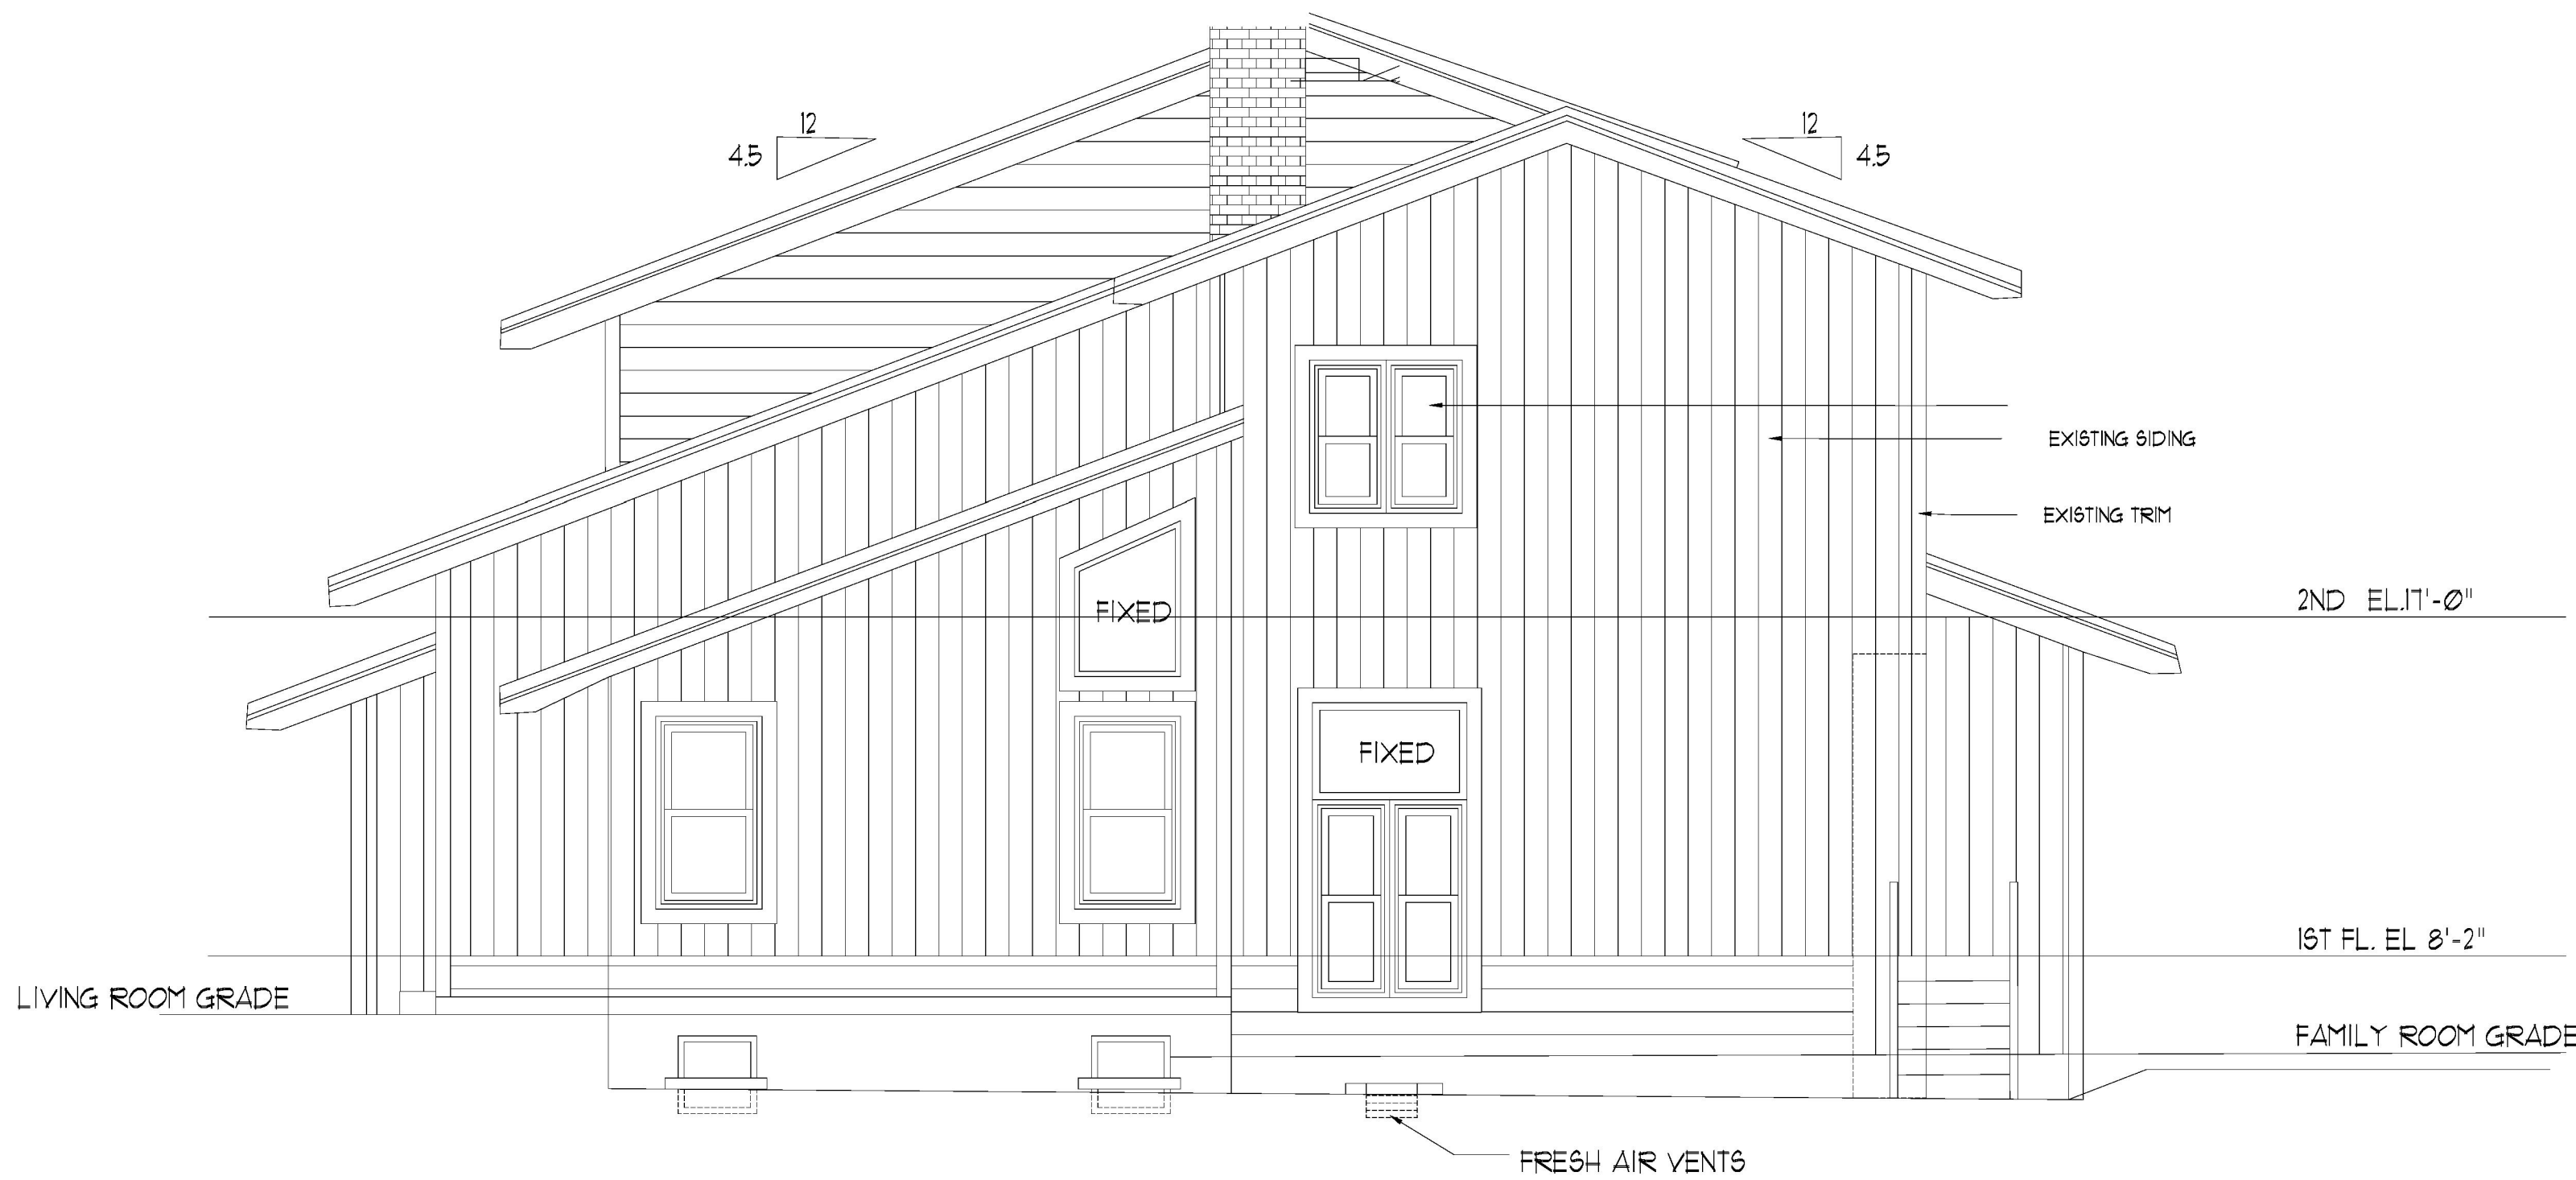 12
4.5
12
4.5
EXISTING SIDING
EXISTING TRIM
2ND EL.17'-0"
FIXED
FIXED
1ST FL. EL 8'-2"
LIVING ROOM GRADE
FAMILY ROOM GRADE
FRESH AIR VENTS